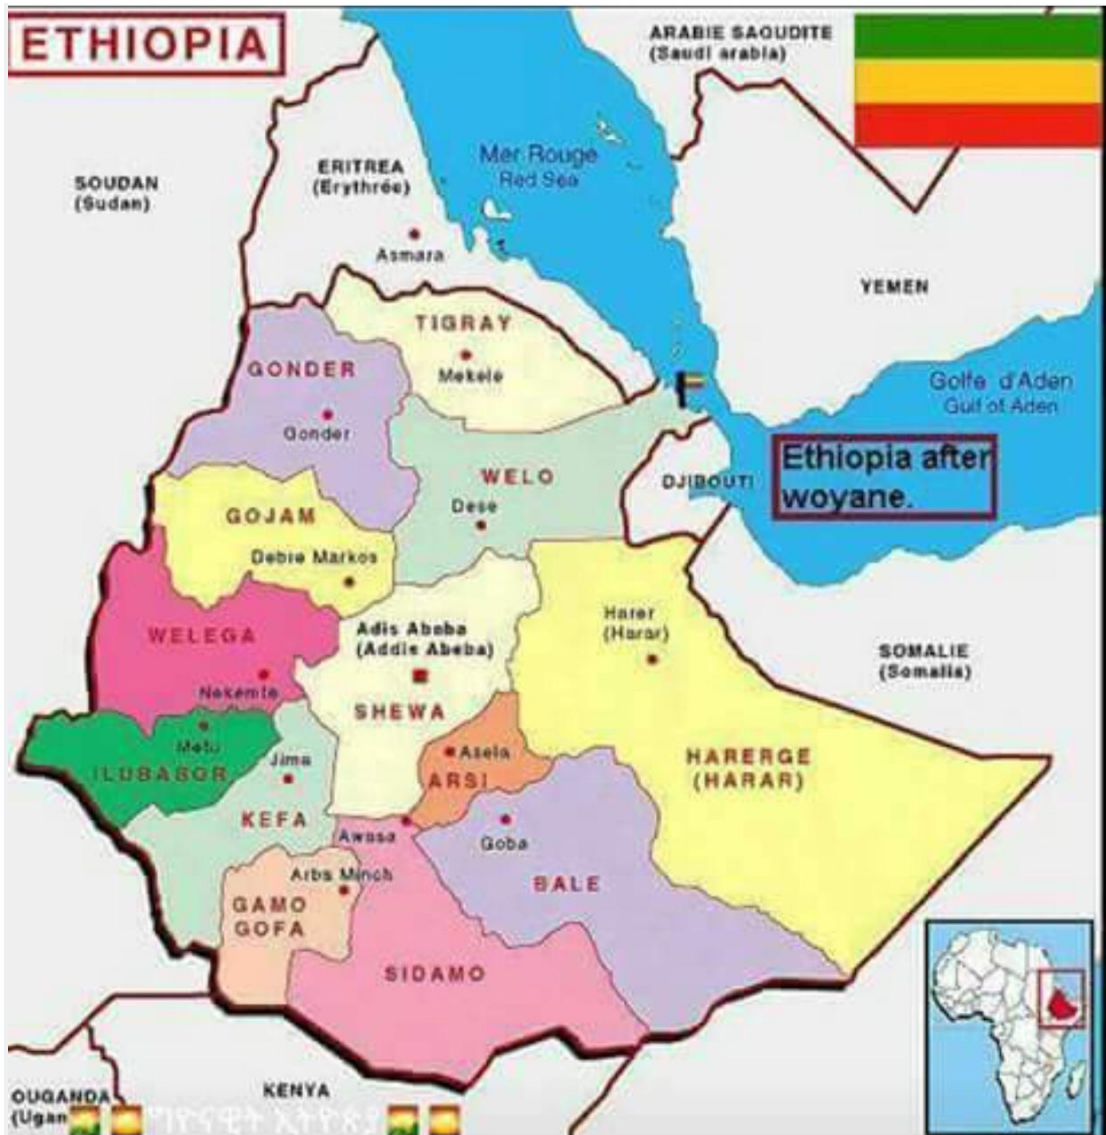 ETHIOPIA
ARABIE SAOUDITE
(Saudi arabia)
Mer Rouge
Red Sea
SOUDAN
(Sudan)
ERITREA
(Erythrée)
Asmara
YEMEN
TIGRAY
Mekele
GONDER
Gonder
Golfe d'Aden
Gulf of Aden
Ethiopia after
woyane.
DJIBOUTI
WELO
Dese
GOJAM
Debre Markos
Harer
(Harar)
Adis Abeba
(Addis Abeba)
WELEGA
Nekemte
SHEWA
SOMALIE
(Somalia)
Metu
ILUBABOR
Jima
KEFA
Asela
ARSI
HARERGE
(HARAR)
Awasa
Goba
Arba Minch
GAMO
GOFA
BALE
SIDAMO
KENYA
OUGANDA
(Ugan